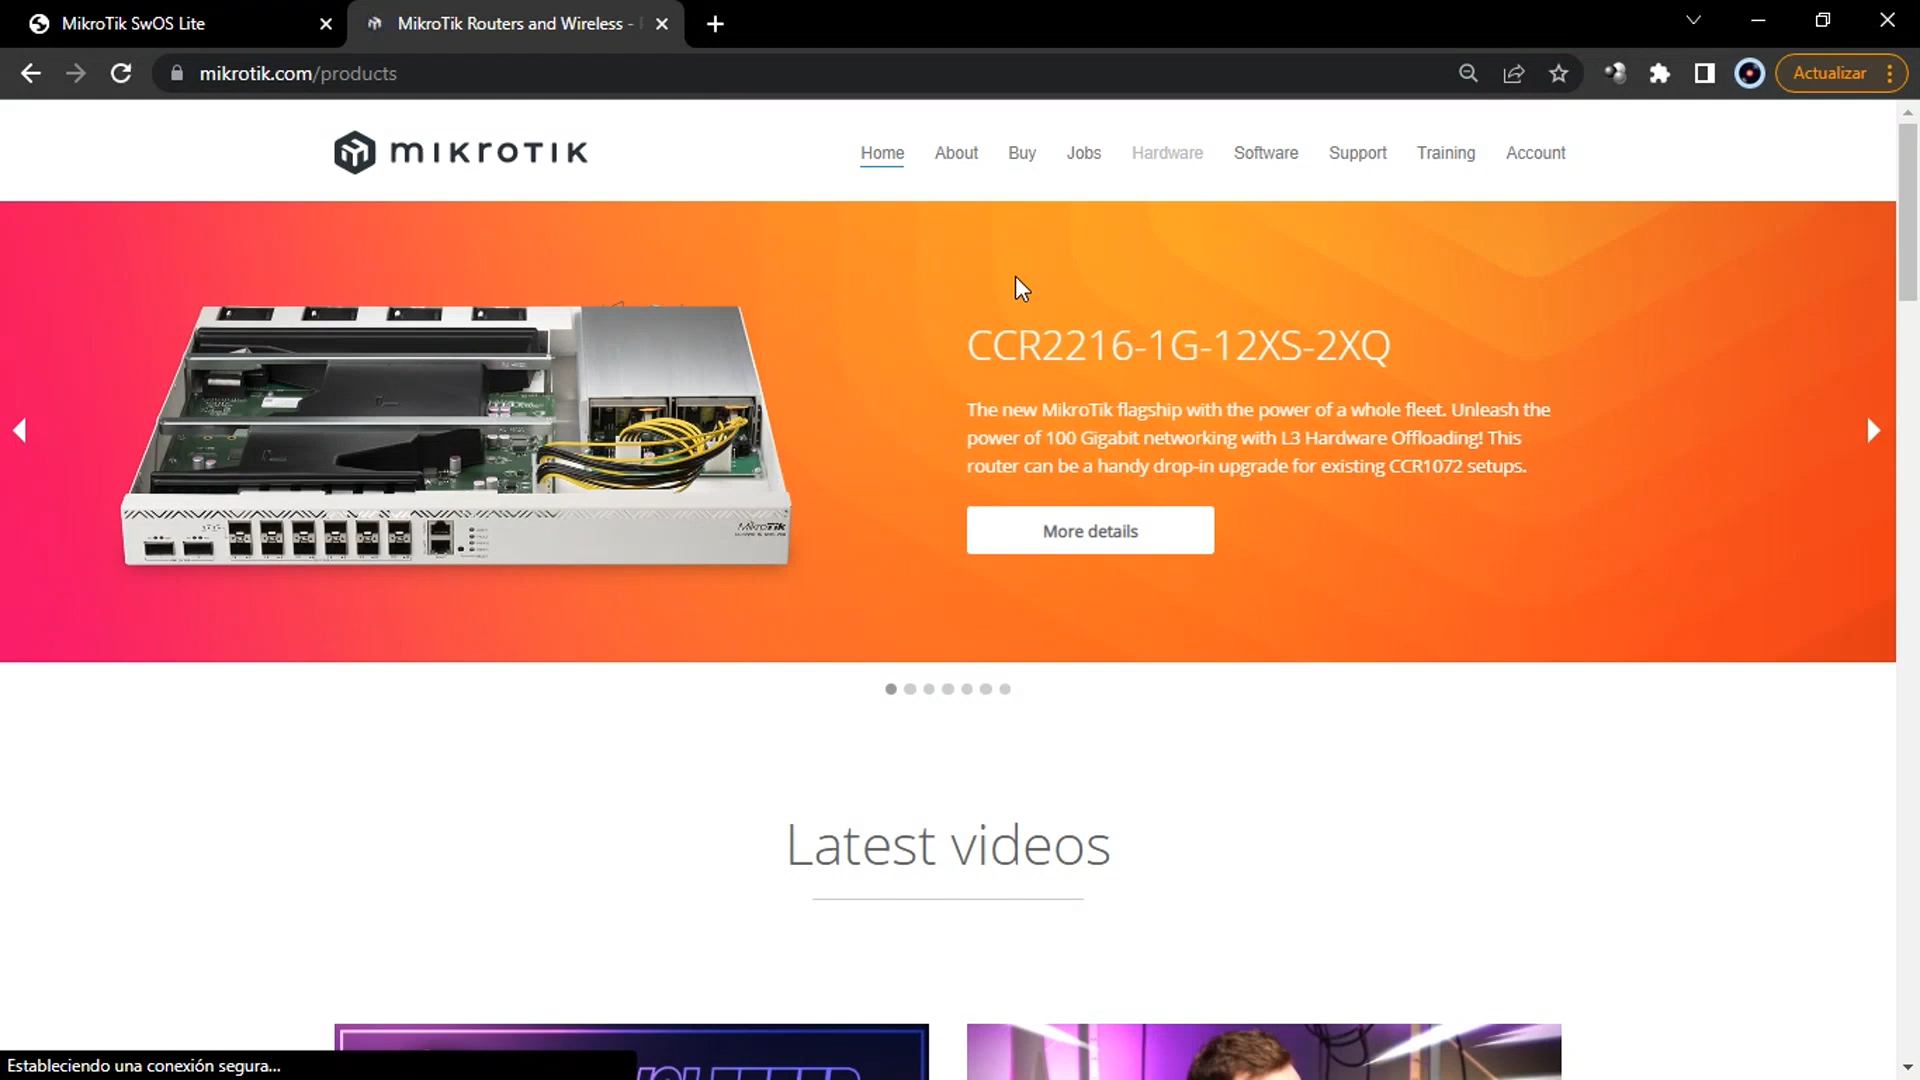 MikroTik SwOS Lite
MikroTik Routers and Wireless -
mikrotik.com/products
Actualizar
mikrotik
Home About Buy Jobs Hardware Software Support Training Account
CCR2216-1G-12XS-2XQ
The new MikroTik flagship with the power of a whole fleet. Unleash the
power of 100 Gigabit networking with L3 Hardware Offloading! This
router can be a handy drop-in upgrade for existing CCR1072 setups.
More details
MikroTik
Latest videos
Estableciendo una conexión segura...